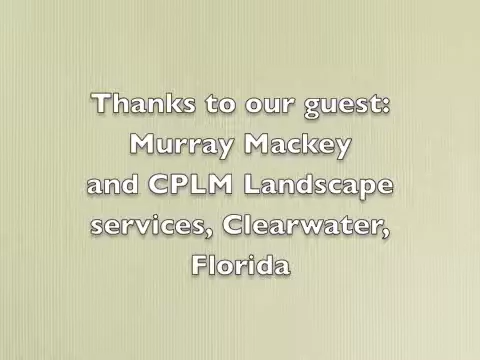 Thanks to our guest:
Murray Mackey
and CPLM Landscape
services, Clearwater,
Florida